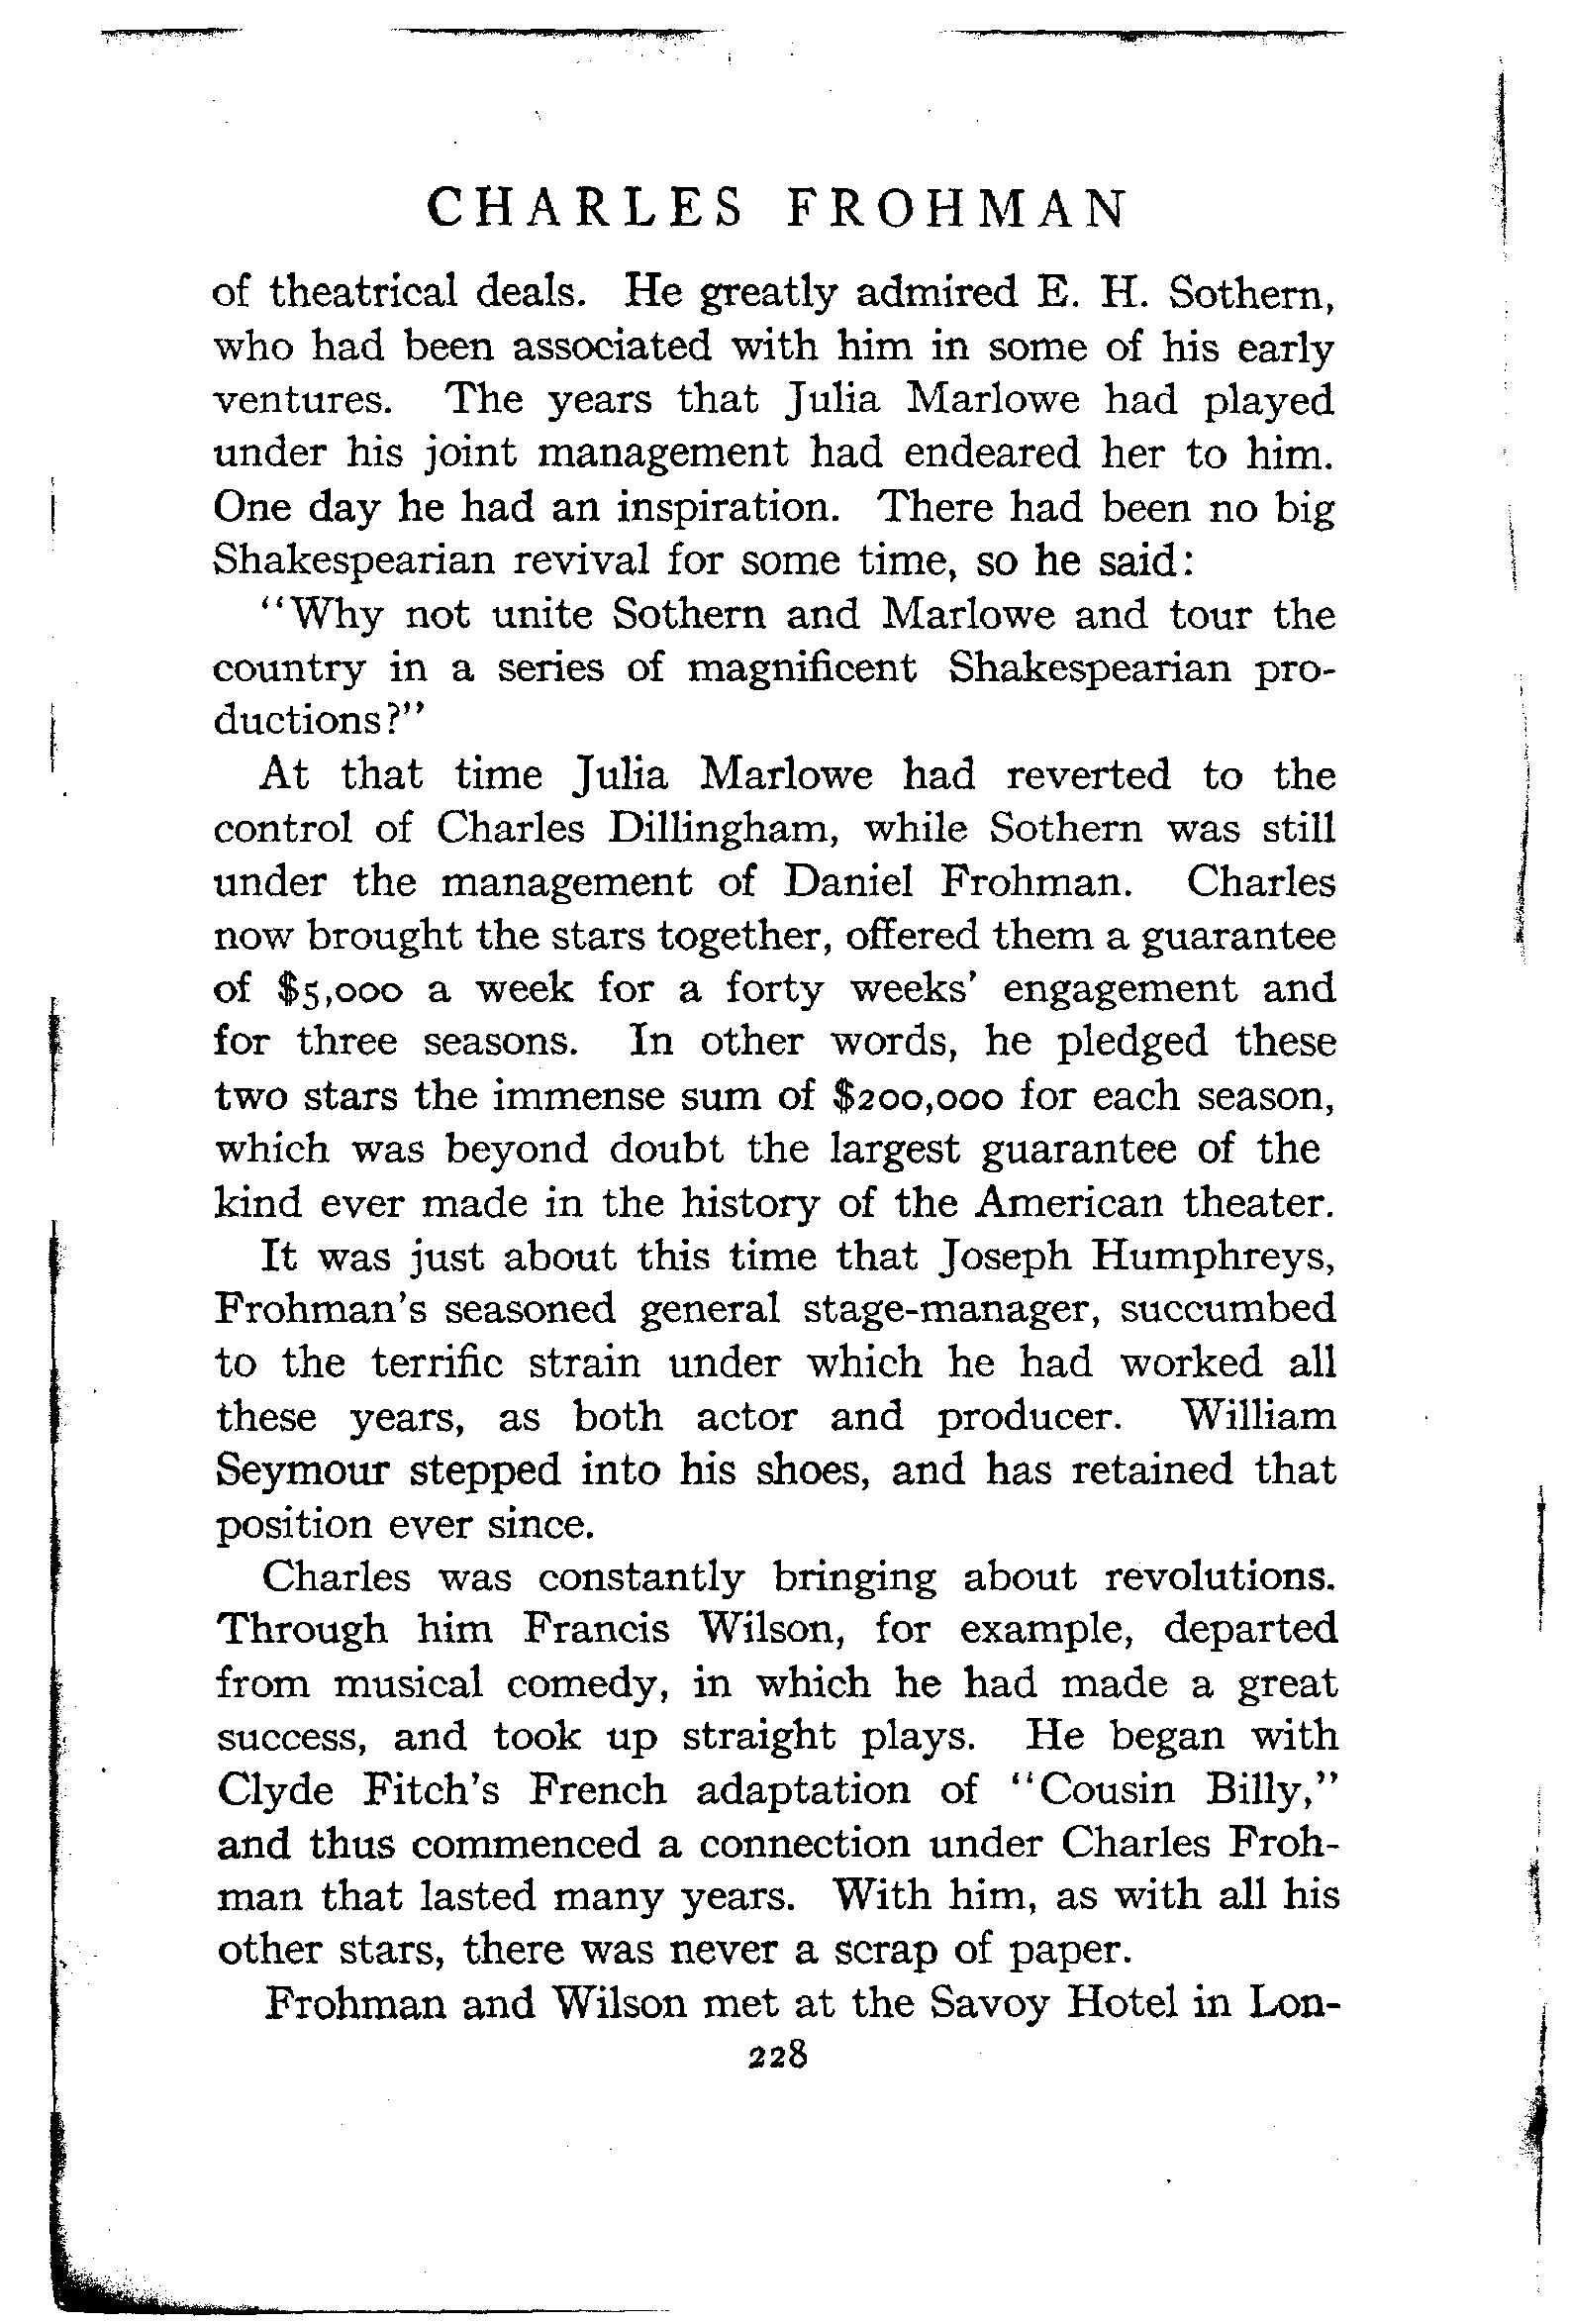 CHARLES FROHMAN
of theatrical deals. He greatly admired E. H. Sothern,
who had been associated with him in some of his early
ventures. The years that Julia Marlowe had played
under his joint management had endeared her to him.
One day he had an inspiration. There had been no big
Shakespearian revival for some time, so he said:
"Why not unite Sothern and Marlowe and tour the
country in a series of magnificent Shakespearian pro-
ductions?"
At that time Julia Marlowe had reverted to the
control of Charles Dillingham, while Sothern was still
under the management of Daniel Frohman. Charles
now brought the stars together, offered them a guarantee
of $5,000 a week for a forty weeks' engagement and
for three seasons. In other words, he pledged these
two stars the immense sum of $200,000 for each season,
which was beyond doubt the largest guarantee of the
kind ever made in the history of the American theater.
It was just about this time that Joseph Humphreys,
Frohman's seasoned general stage-manager, succumbed
to the terrific strain under which he had worked all
these years, as both actor and producer. William
Seymour stepped into his shoes, and has retained that
position ever since.
Charles was constantly bringing about revolutions.
Through him Francis Wilson, for example, departed
from musical comedy, in which he had made a great
success, and took up straight plays. He began with
Clyde Fitch's French adaptation of "Cousin Billy,"
and thus commenced a connection under Charles Froh-
man that lasted many years. With him, as with all his
other stars, there was never a scrap of paper.
Frohman and Wilson met at the Savoy Hotel in Lon-
228